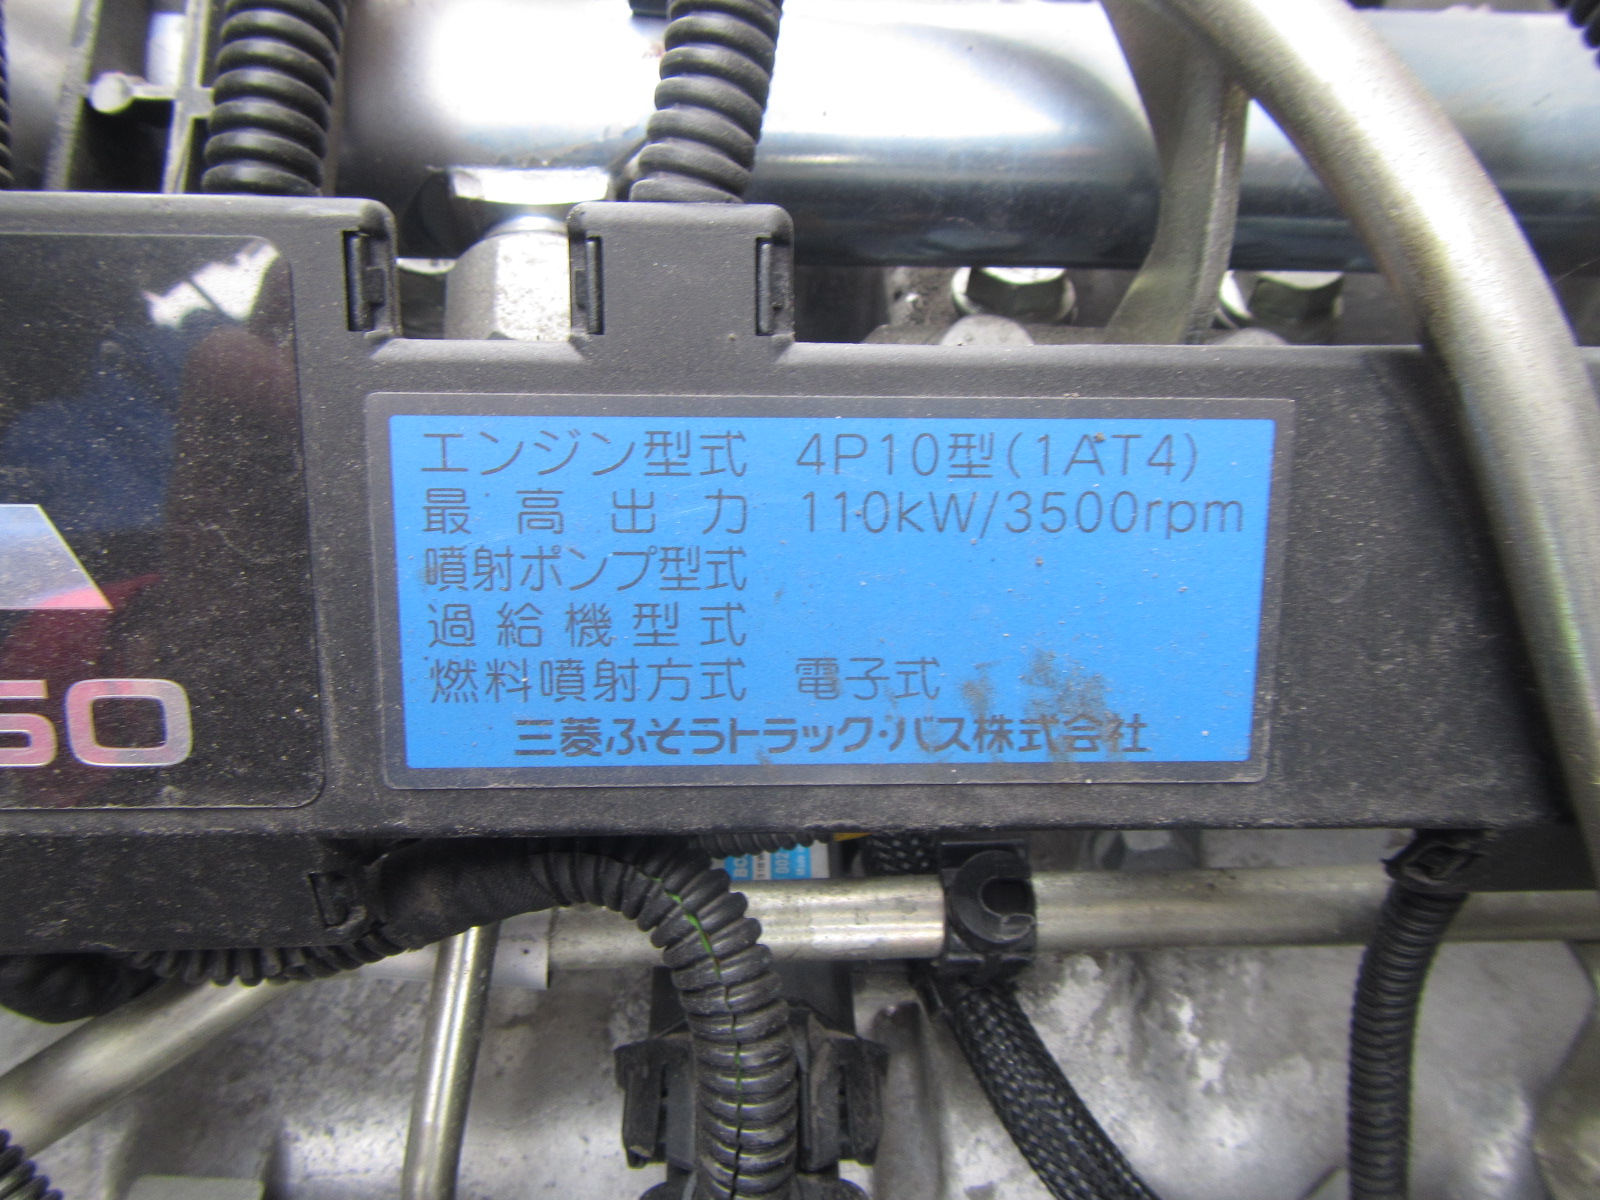 エンジン型式 4P10型(1AT4)
最高出力 110kW/3500rpm
噴射ポンプ型式
過給機型式
燃料噴射方式 電子式
三菱ふそうトラック・バス株式会社
50